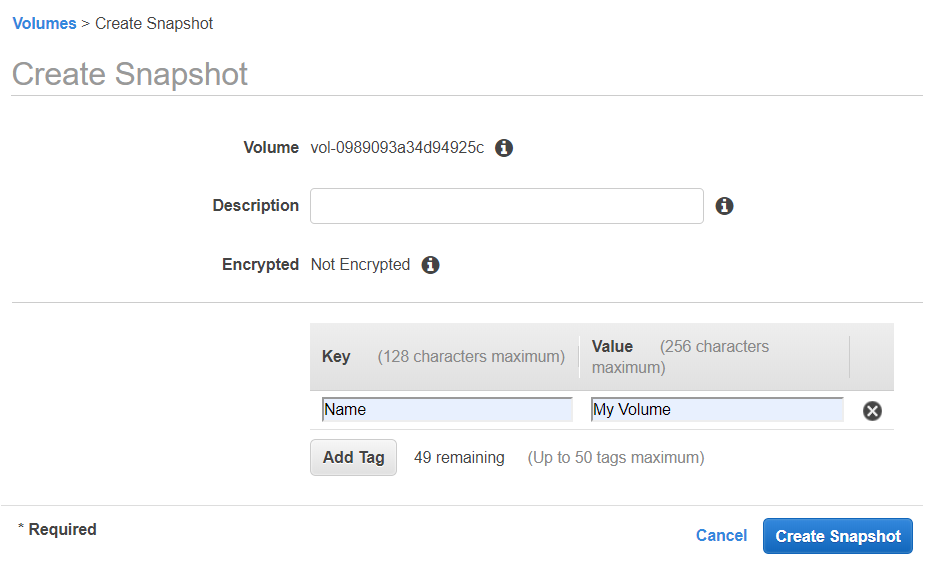 Volumes > Create Snapshot
Create Snapshot
Volume vol-0989093a34d94925c
Description
Encrypted Not Encrypted
Key (128 characters maximum) Value (256 characters maximum)
Name My Volume
Add Tag 49 remaining (Up to 50 tags maximum)
* Required
Cancel Create Snapshot